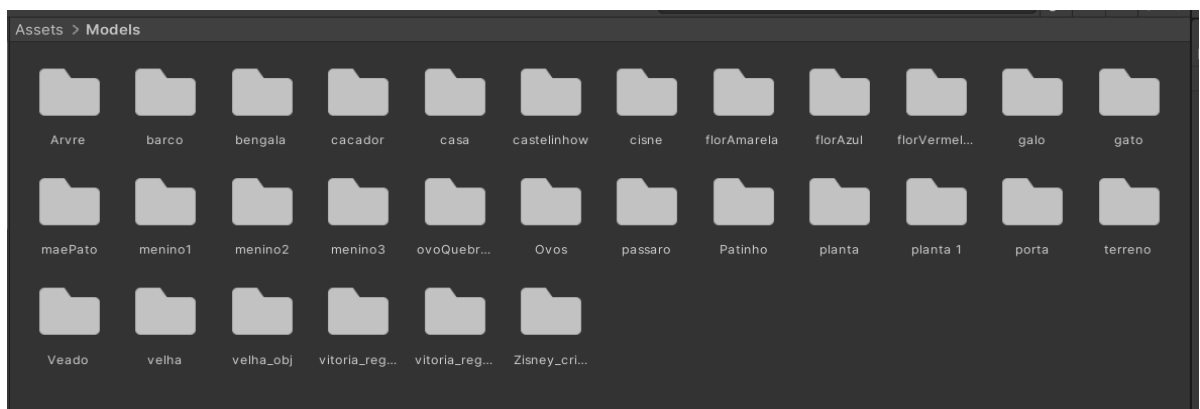 Assets > Models
Arvre barco bengala cacador casa castelinhow cisne florAmarela florAzul florVermel... galo gato
maePato menino1 menino2 menino3 ovoQuebr... Ovos passaro Patinho planta planta 1 porta terreno
Veado velha velha_obj vitoria_reg... vitoria_reg... Zisney_cri...